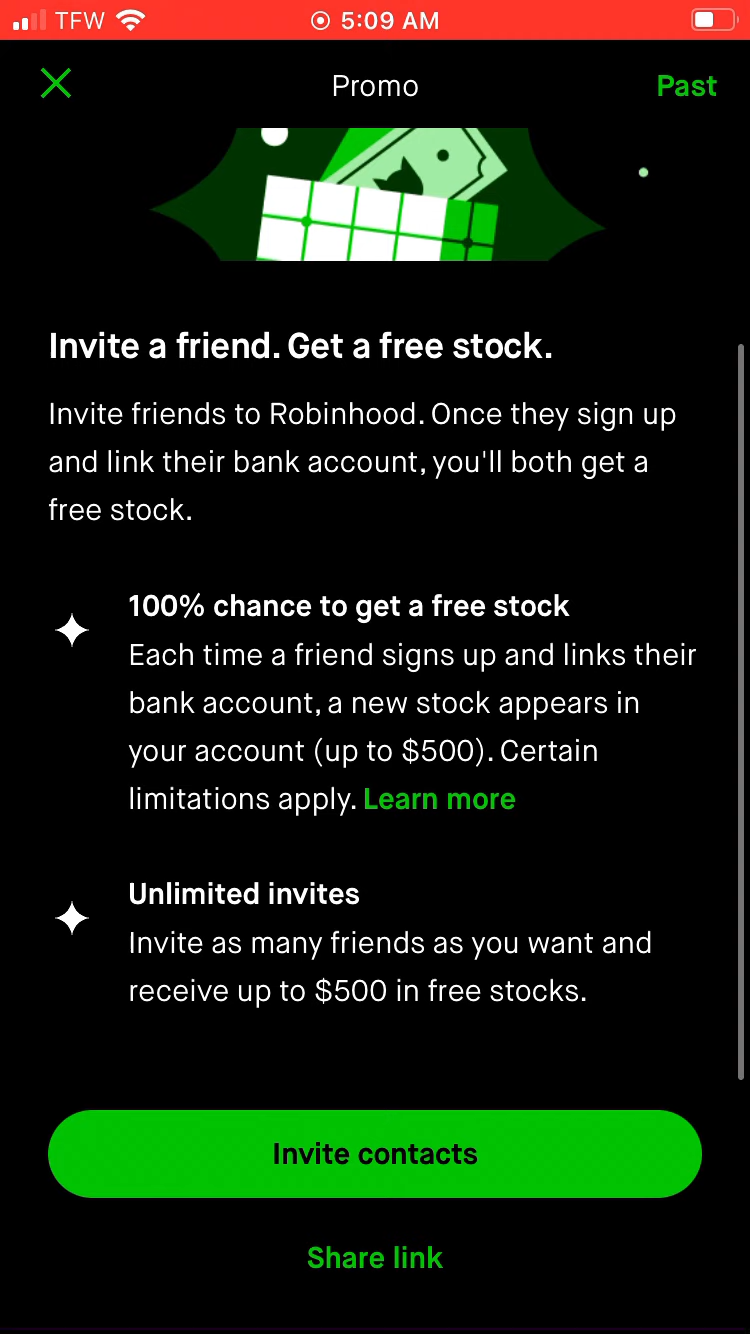 TFW 5:09 AM
Promo Past
Invite a friend. Get a free stock.
Invite friends to Robinhood. Once they sign up
and link their bank account, you'll both get a
free stock.
100% chance to get a free stock
Each time a friend signs up and links their
bank account, a new stock appears in
your account (up to $500). Certain
limitations apply. Learn more
Unlimited invites
Invite as many friends as you want and
receive up to $500 in free stocks.
Invite contacts
Share link